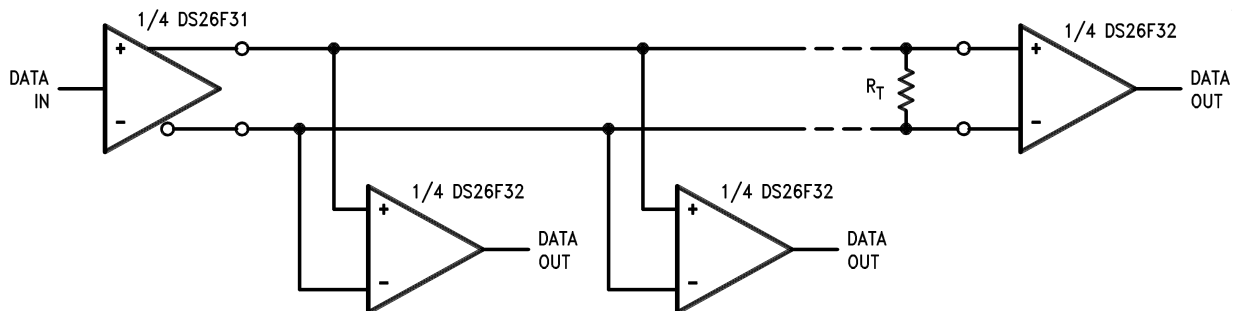 1/4 DS26F31
1/4 DS26F32
DATA
IN
+
-
R_T
+
-
DATA
OUT
1/4 DS26F32
+
-
DATA
OUT
1/4 DS26F32
+
-
DATA
OUT